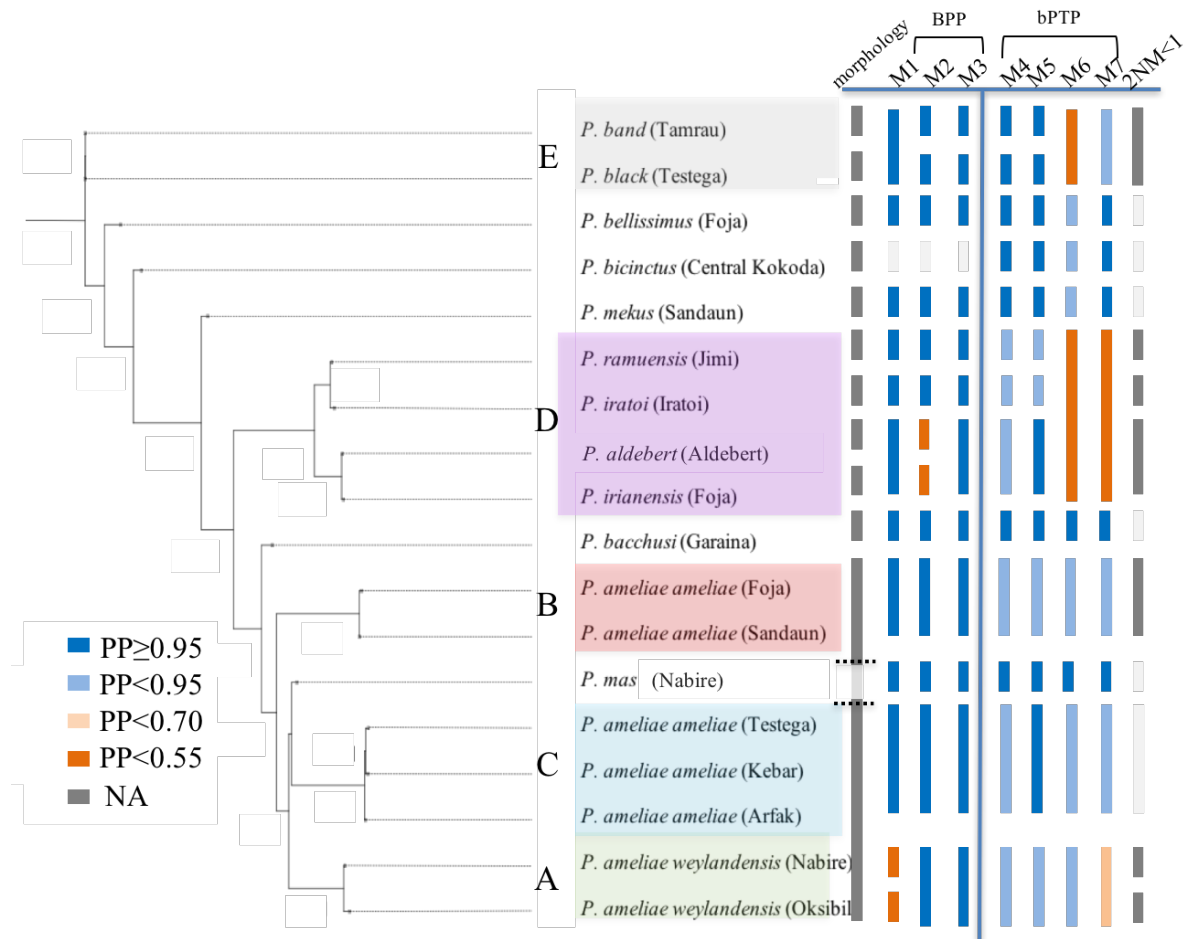 BPP bPTP
morphology M1 M2 M3 M4 M5 M6 M7 2NM<1
E
P. band (Tamrau)
P. black (Testega)
P. bellissimus (Foja)
P. bicinctus (Central Kokoda)
P. mekus (Sandaun)
D
P. ramuensis (Jimi)
P. iratoi (Iratoi)
P. aldebert (Aldebert)
P. irianensis (Foja)
P. bacchusi (Garaina)
B
P. ameliae ameliae (Foja)
P. ameliae ameliae (Sandaun)
P. mas (Nabire)
C
P. ameliae ameliae (Testega)
P. ameliae ameliae (Kebar)
P. ameliae ameliae (Arfak)
A
P. ameliae weylandensis (Nabire)
P. ameliae weylandensis (Oksibil
PP≥0.95
PP<0.95
PP<0.70
PP<0.55
NA